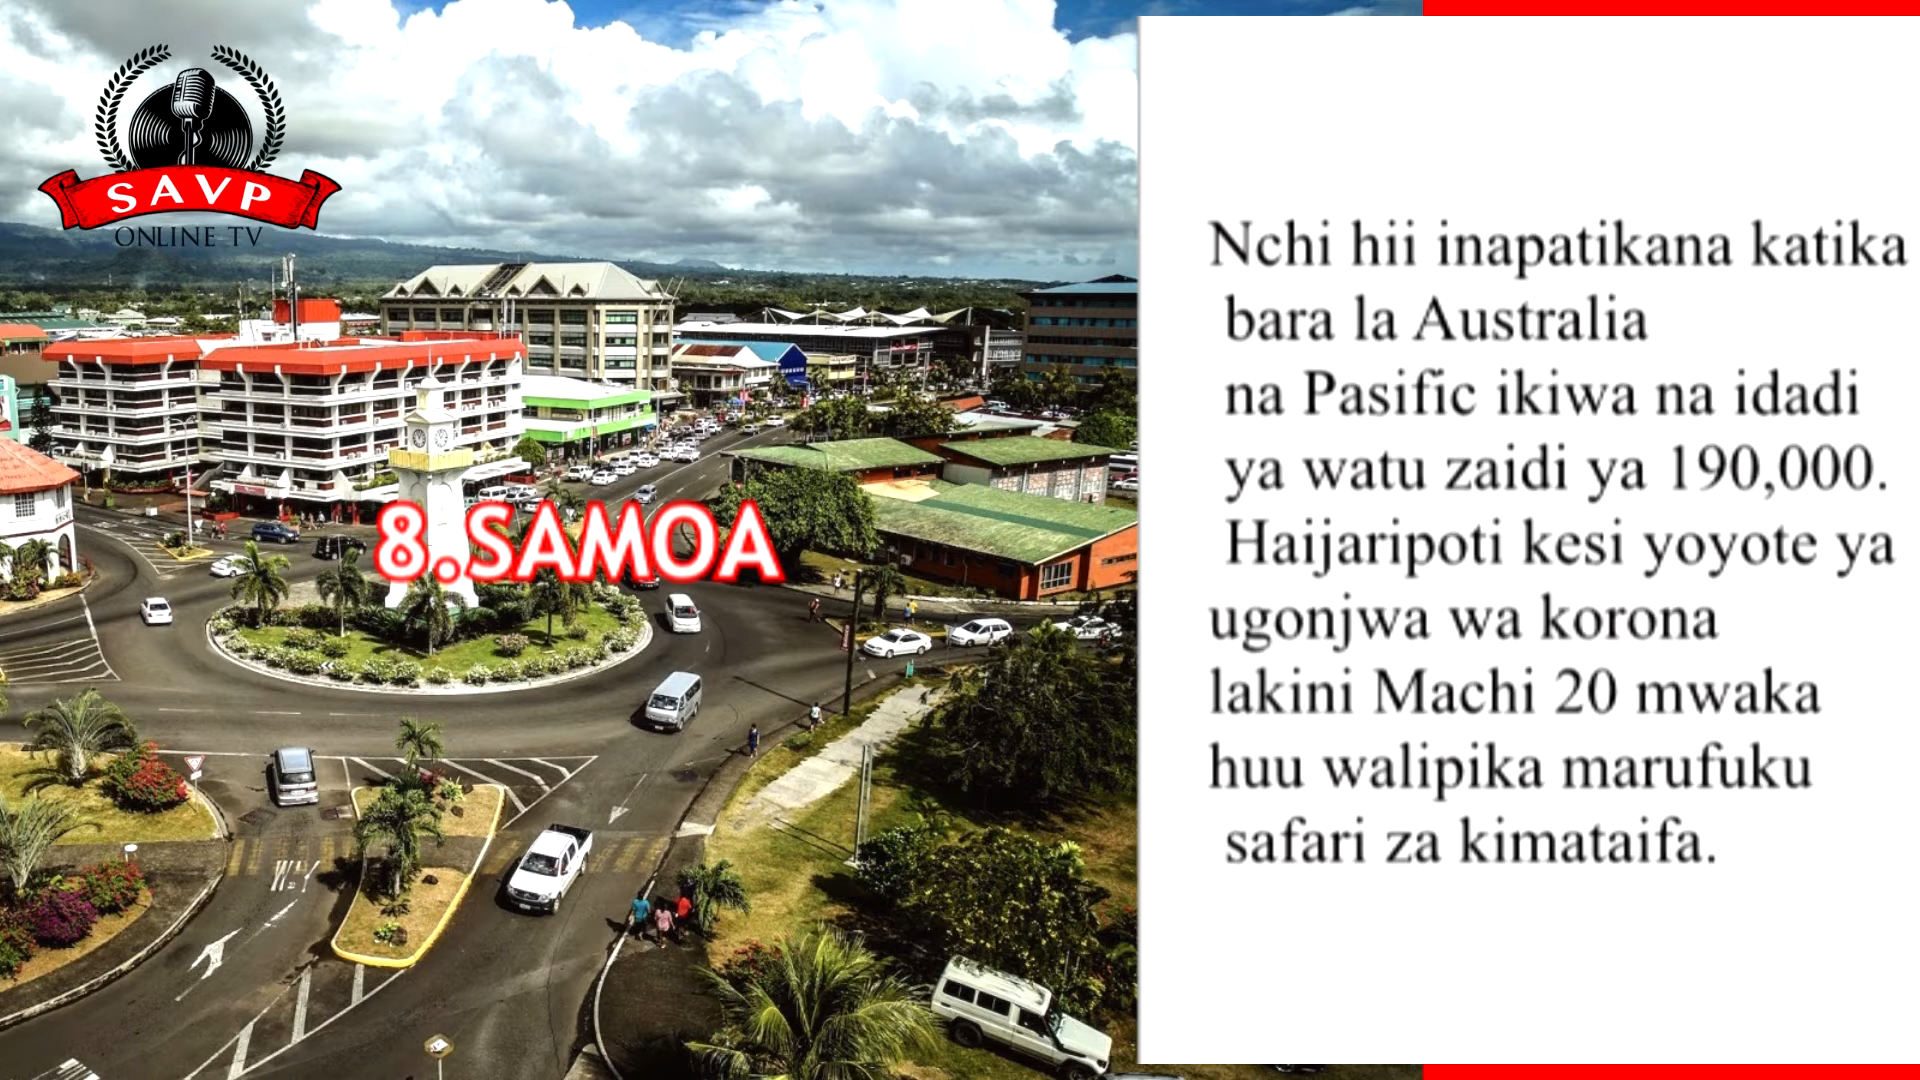 SAVP
ONLINE TV
8.SAMOA
Nchi hii inapatikana katika
bara la Australia
na Pasific ikiwa na idadi
ya watu zaidi ya 190,000.
Haijaripoti kesi yoyote ya
ugonjwa wa korona
lakini Machi 20 mwaka
huu walipika marufuku
safari za kimataifa.